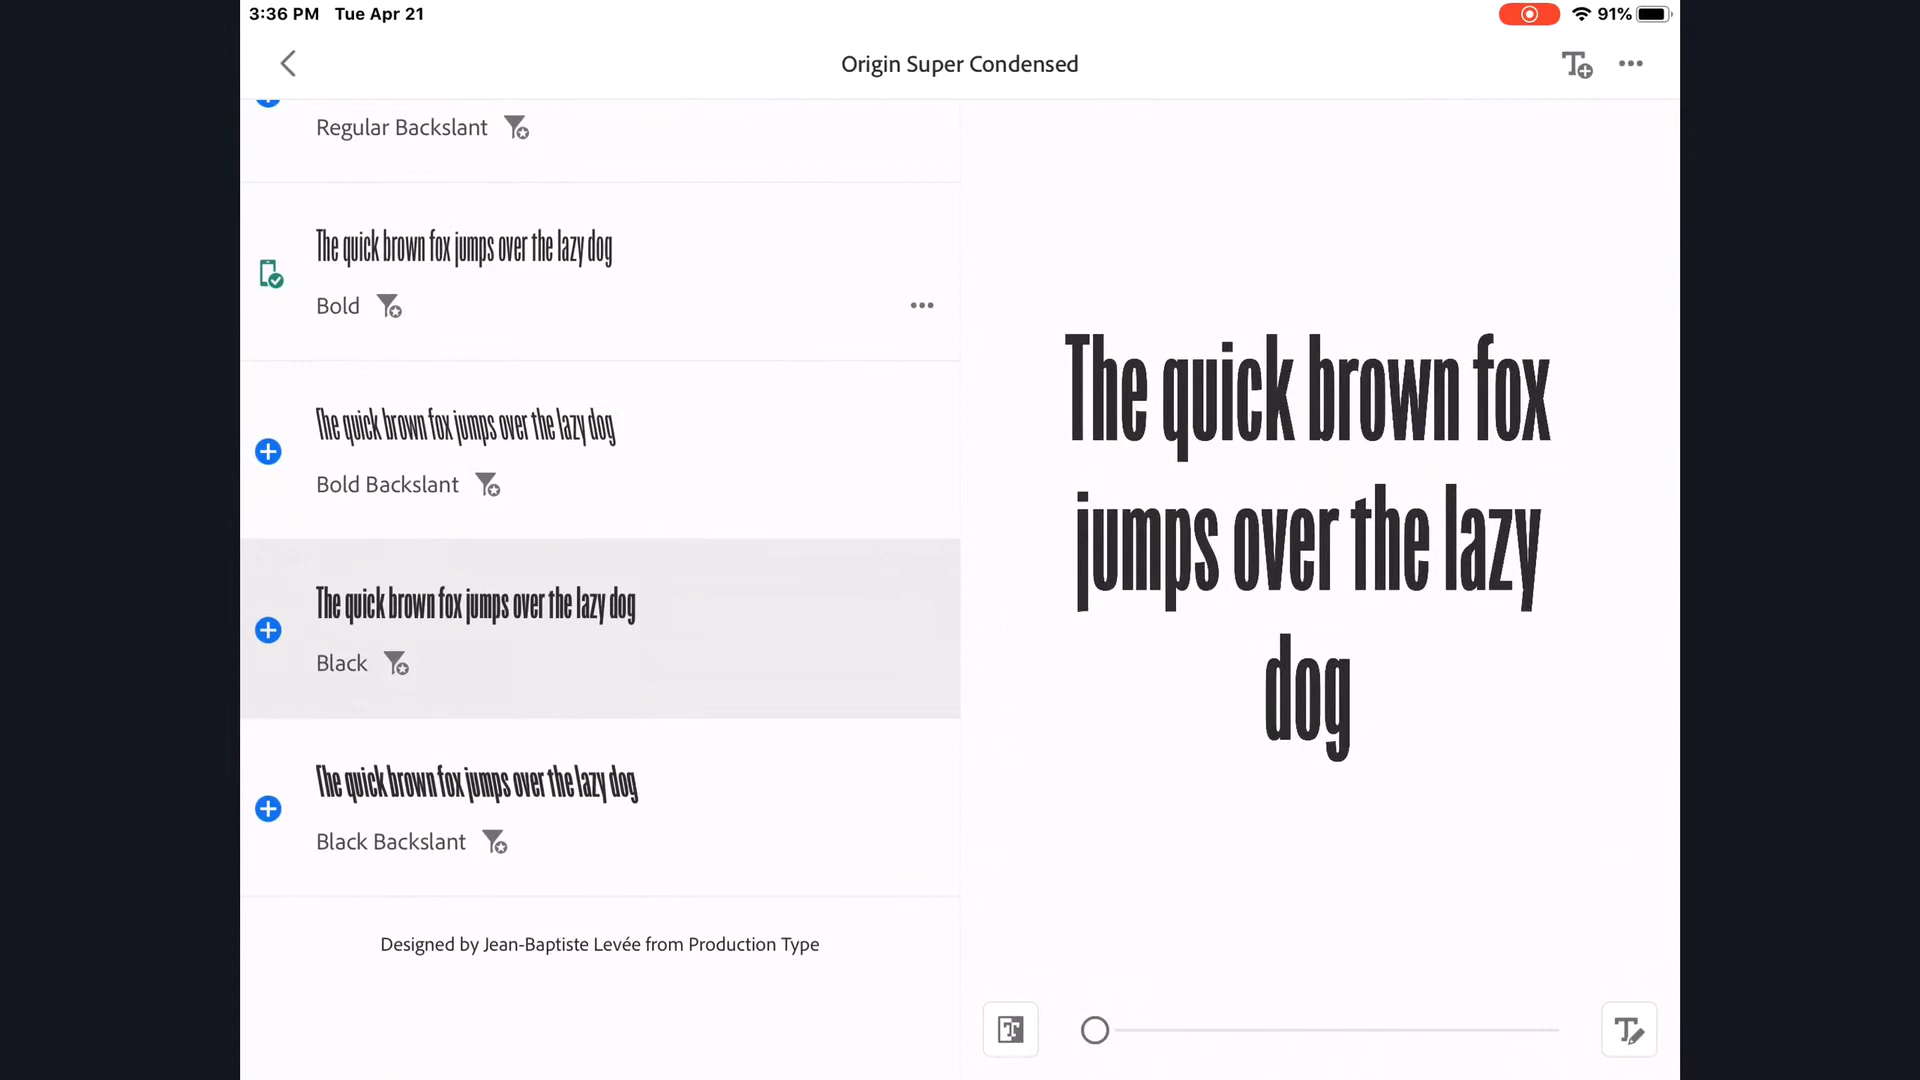 3:36 PM Tue Apr 21
91%
Origin Super Condensed
Regular Backslant
The quick brown fox jumps over the lazy dog
Bold
The quick brown fox jumps over the lazy dog
Bold Backslant
The quick brown fox jumps over the lazy dog
Black
The quick brown fox jumps over the lazy dog
Black Backslant
Designed by Jean-Baptiste Levée from Production Type
The quick brown fox
jumps over the lazy
dog